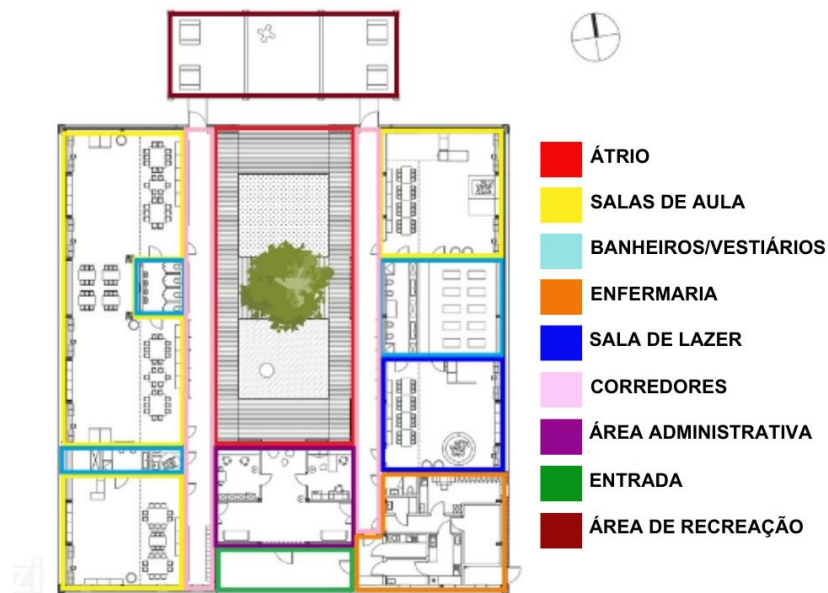 ÁTRIO
SALAS DE AULA
BANHEIROS/VESTIÁRIOS
ENFERMARIA
SALA DE LAZER
CORREDORES
ÁREA ADMINISTRATIVA
ENTRADA
ÁREA DE RECREAÇÃO